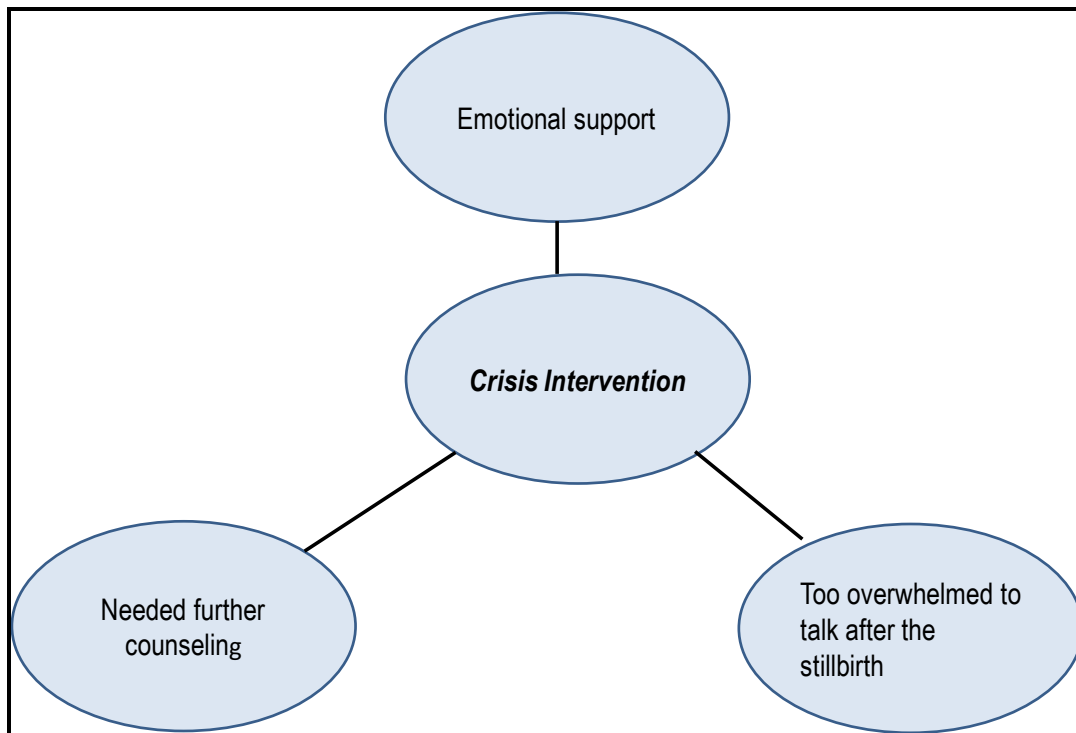 Emotional support
Crisis Intervention
Needed further
counseling
Too overwhelmed to
talk after the
stillbirth